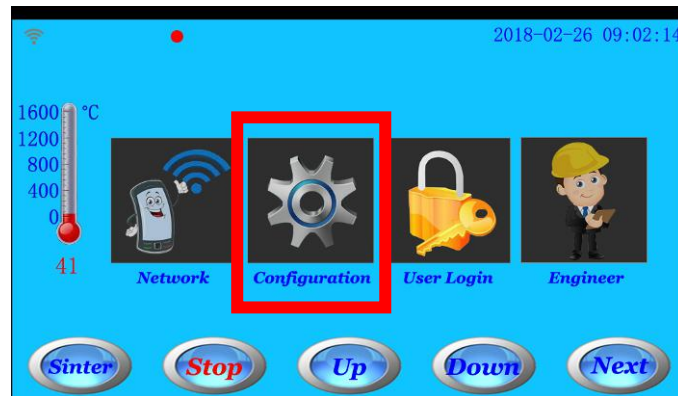 2018-02-26 09:02:14
1600 °C
1200
800
400
0
41
Network
Configuration
User Login
Engineer
Sinter
Stop
Up
Down
Next